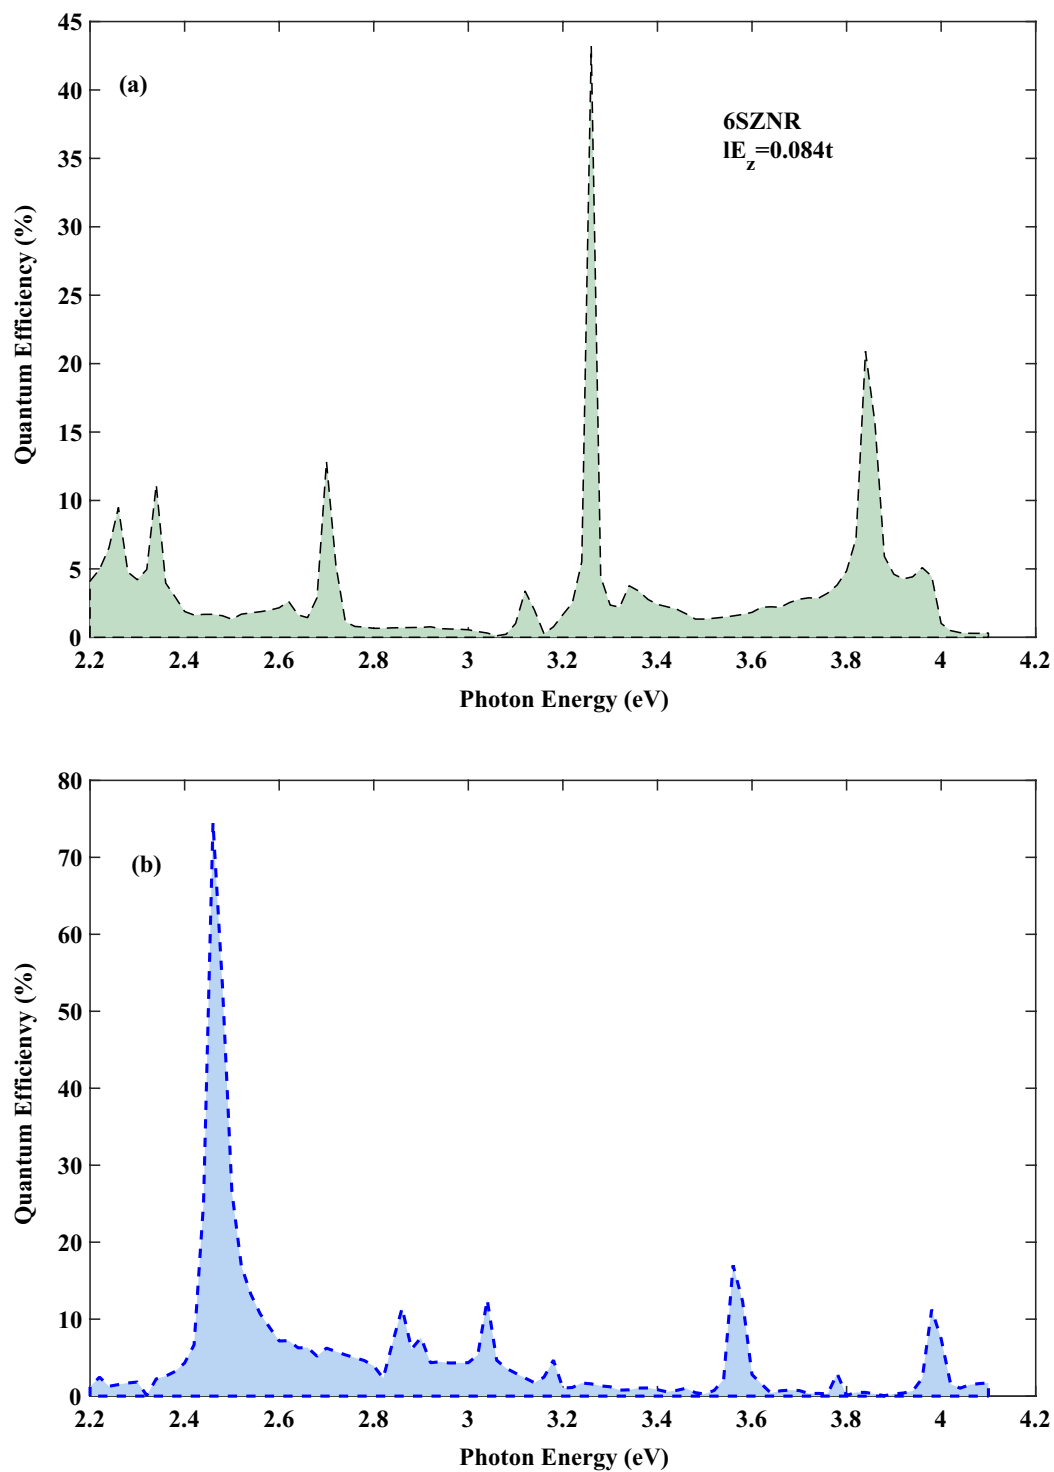 45
40
35
30
25
20
15
10
5
0
(a)
6SZNR
lE_z=0.084t
Quantum Efficiency (%)
2.2 2.4 2.6 2.8 3 3.2 3.4 3.6 3.8 4 4.2
Photon Energy (eV)
80
70
60
50
40
30
20
10
0
(b)
Quantum Efficienvy (%)
2.2 2.4 2.6 2.8 3 3.2 3.4 3.6 3.8 4 4.2
Photon Energy (eV)